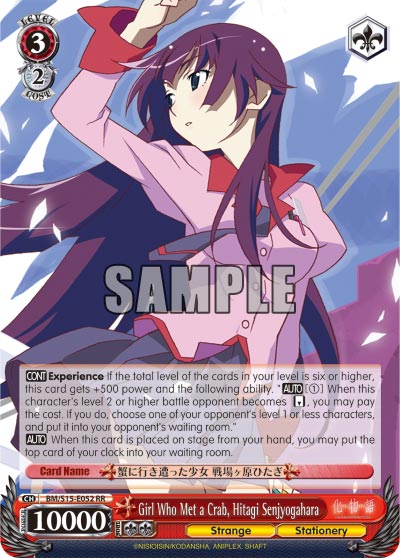 LEVEL
3
2
COST
SAMPLE
CONT Experience If the total level of the cards in your level is six or higher,
this card gets +500 power and the following ability. "AUTO [①] When this
character's level 2 or higher battle opponent becomes [ ], you may pay
the cost. If you do, choose one of your opponent's level 1 or less characters,
and put it into your opponent's waiting room."
AUTO When this card is placed on stage from your hand, you may put the
top card of your clock into your waiting room.
Card Name 蟹に行き遭った少女 戦場ヶ原ひたぎ
CH BM/S15-E052 RR
Girl Who Met a Crab, Hitagi Senjyogahara
化物語
POWER
10000
SOUL
Strange
Stationery
©NISIOISIN/KODANSHA, ANIPLEX, SHAFT